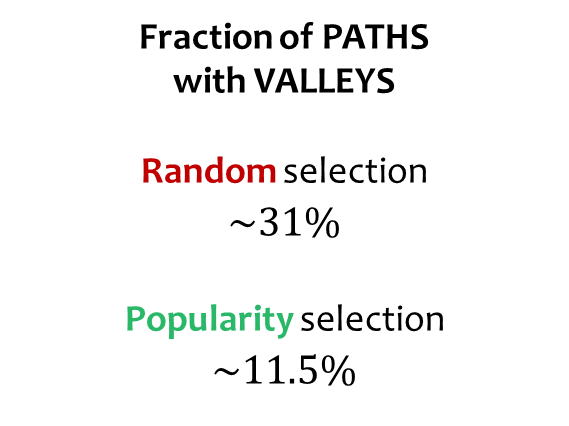 Fraction of PATHS
with VALLEYS
Random selection
~31%
Popularity selection
~11.5%